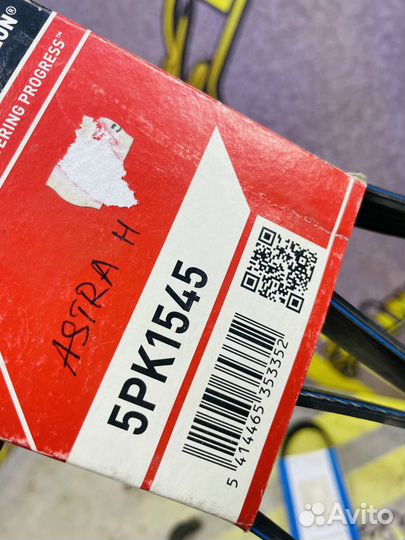 ERING PROGRESS™
ASTRA H
5PK1545
5 414465 353352
Avito